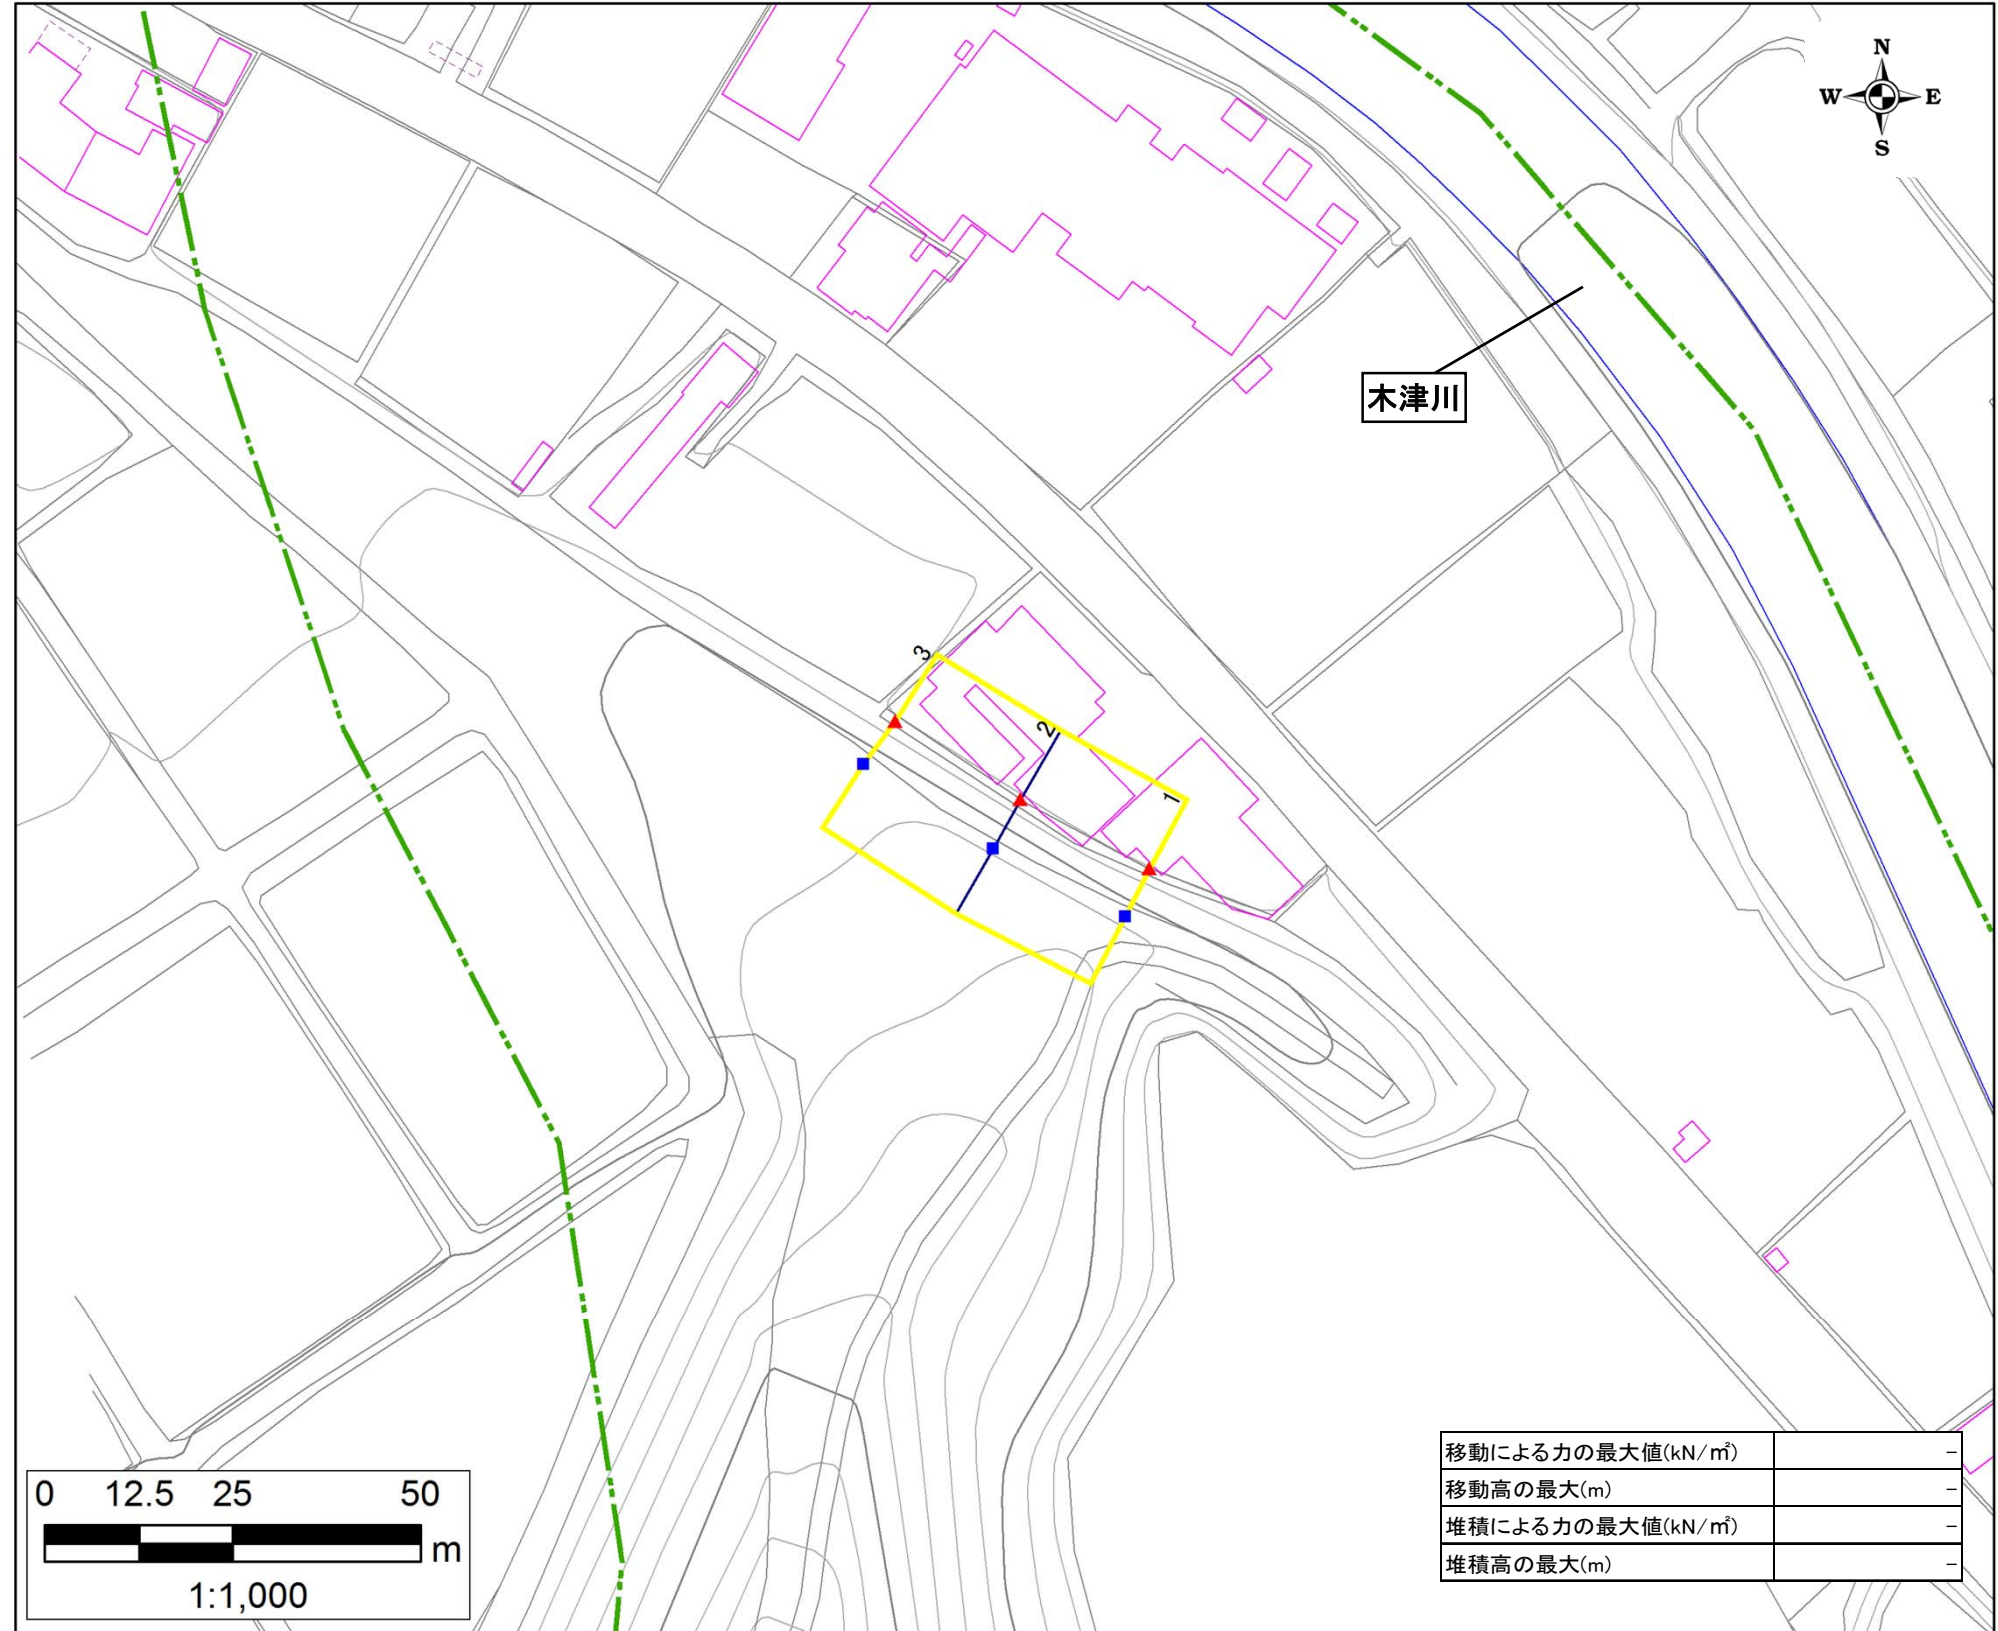 N
W E
S
木津川
3
2
1
移動による力の最大値(kN/㎡) −
移動高の最大(m) −
堆積による力の最大値(kN/㎡) −
堆積高の最大(m) −
0 12.5 25 50
m
1:1,000